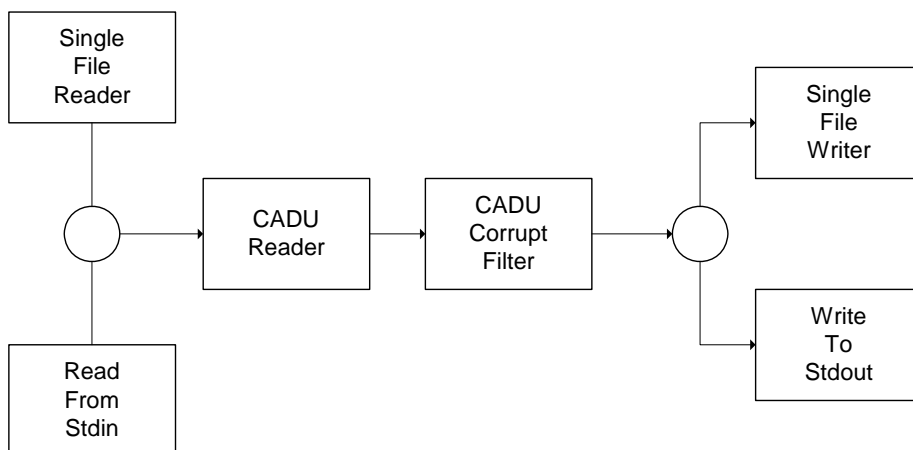 Single
File
Reader
Single
File
Writer
CADU
Reader
CADU
Corrupt
Filter
Read
From
Stdin
Write
To
Stdout